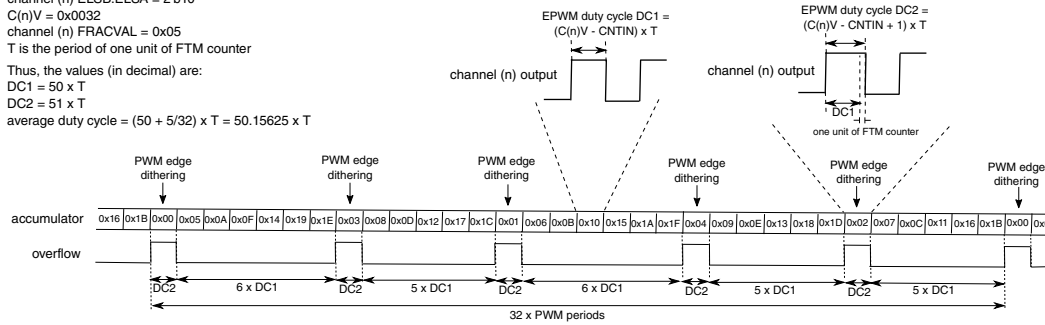 C(n)V = 0x0032
channel (n) FRACVAL = 0x05
T is the period of one unit of FTM counter
Thus, the values (in decimal) are:
DC1 = 50 x T
DC2 = 51 x T
average duty cycle = (50 + 5/32) x T = 50.15625 x T
EPWM duty cycle DC1 =
(C(n)V - CNTIN) x T
channel (n) output
EPWM duty cycle DC2 =
(C(n)V - CNTIN + 1) x T
channel (n) output
DC1
one unit of FTM counter
PWM edge
dithering
PWM edge
dithering
PWM edge
dithering
PWM edge
dithering
PWM edge
dithering
PWM edge
dithering
accumulator 0x16 0x1B 0x00 0x05 0x0A 0x0F 0x14 0x19 0x1E 0x03 0x08 0x0D 0x12 0x17 0x1C 0x01 0x06 0x0B 0x10 0x15 0x1A 0x1F 0x04 0x09 0x0E 0x13 0x18 0x1D 0x02 0x07 0x0C 0x11 0x16 0x1B 0x00
overflow
DC2 6 x DC1 DC2 5 x DC1 DC2 6 x DC1 DC2 5 x DC1 DC2 5 x DC1
32 x PWM periods